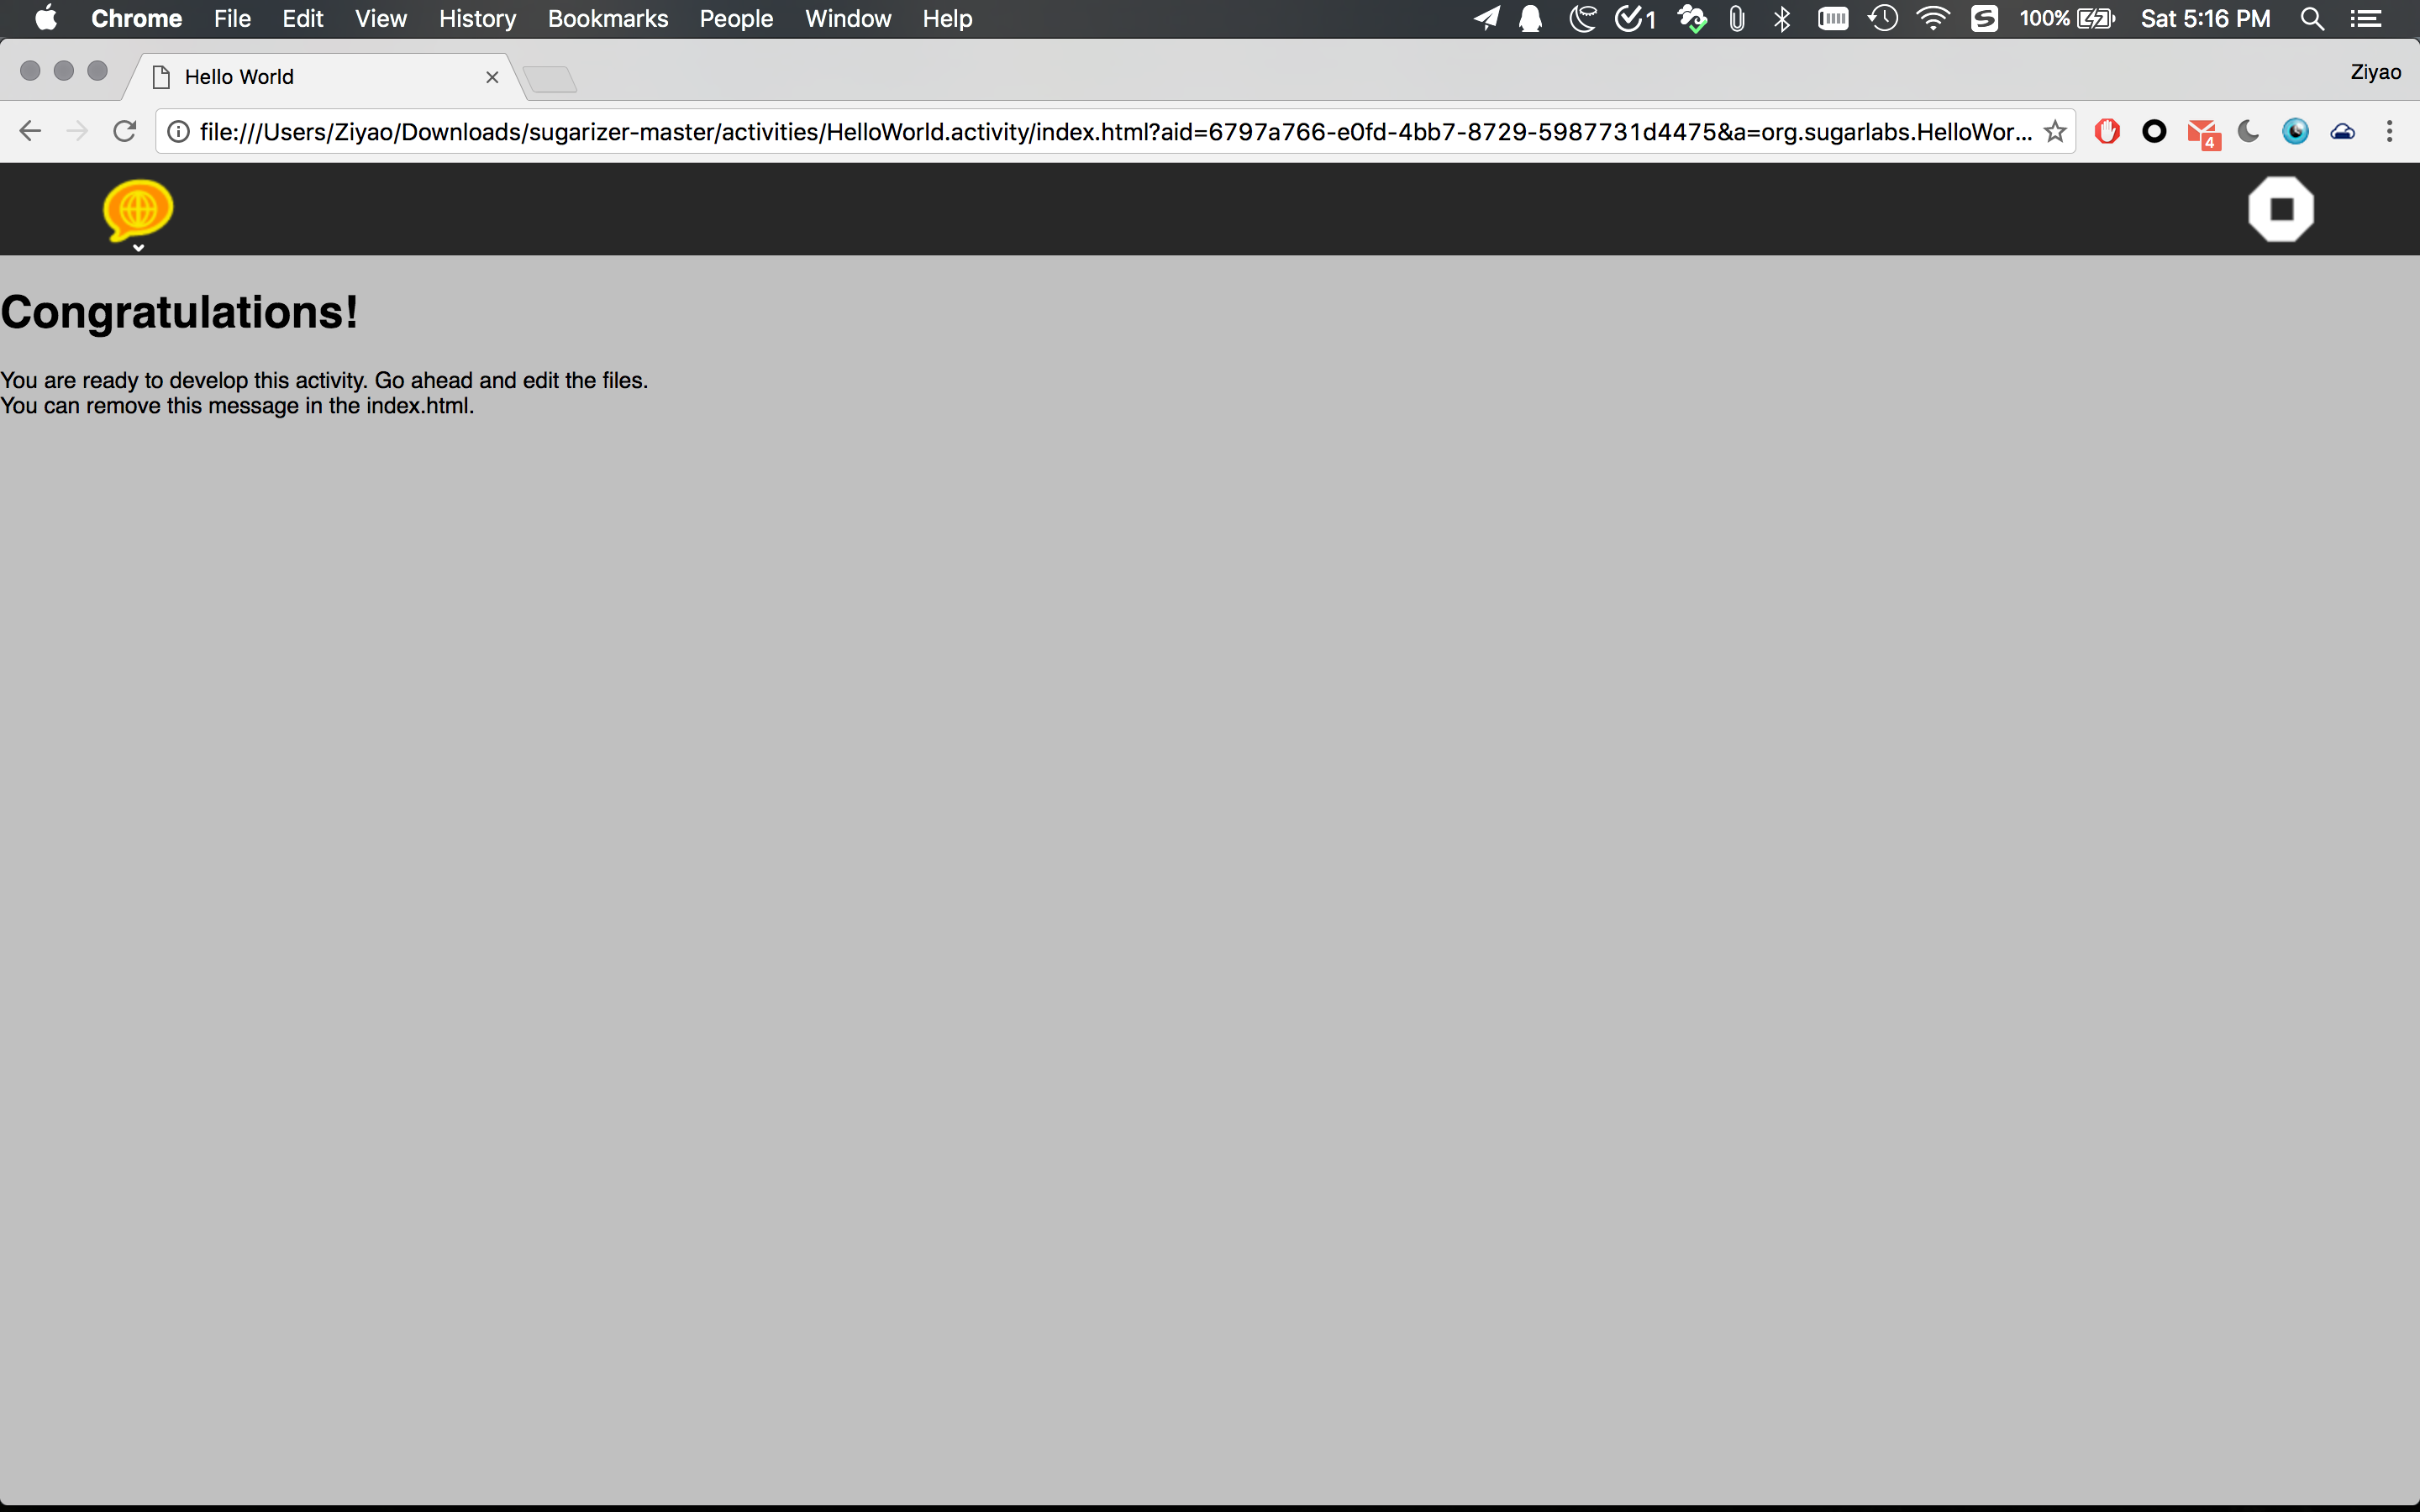 Chrome File Edit View History Bookmarks People Window Help 1 100% Sat 5:16 PM
Hello World Ziyao
file:///Users/Ziyao/Downloads/sugarizer-master/activities/HelloWorld.activity/index.html?aid=6797a766-e0fd-4bb7-8729-5987731d4475&a=org.sugarlabs.HelloWor... 4
Congratulations!
You are ready to develop this activity. Go ahead and edit the files.
You can remove this message in the index.html.